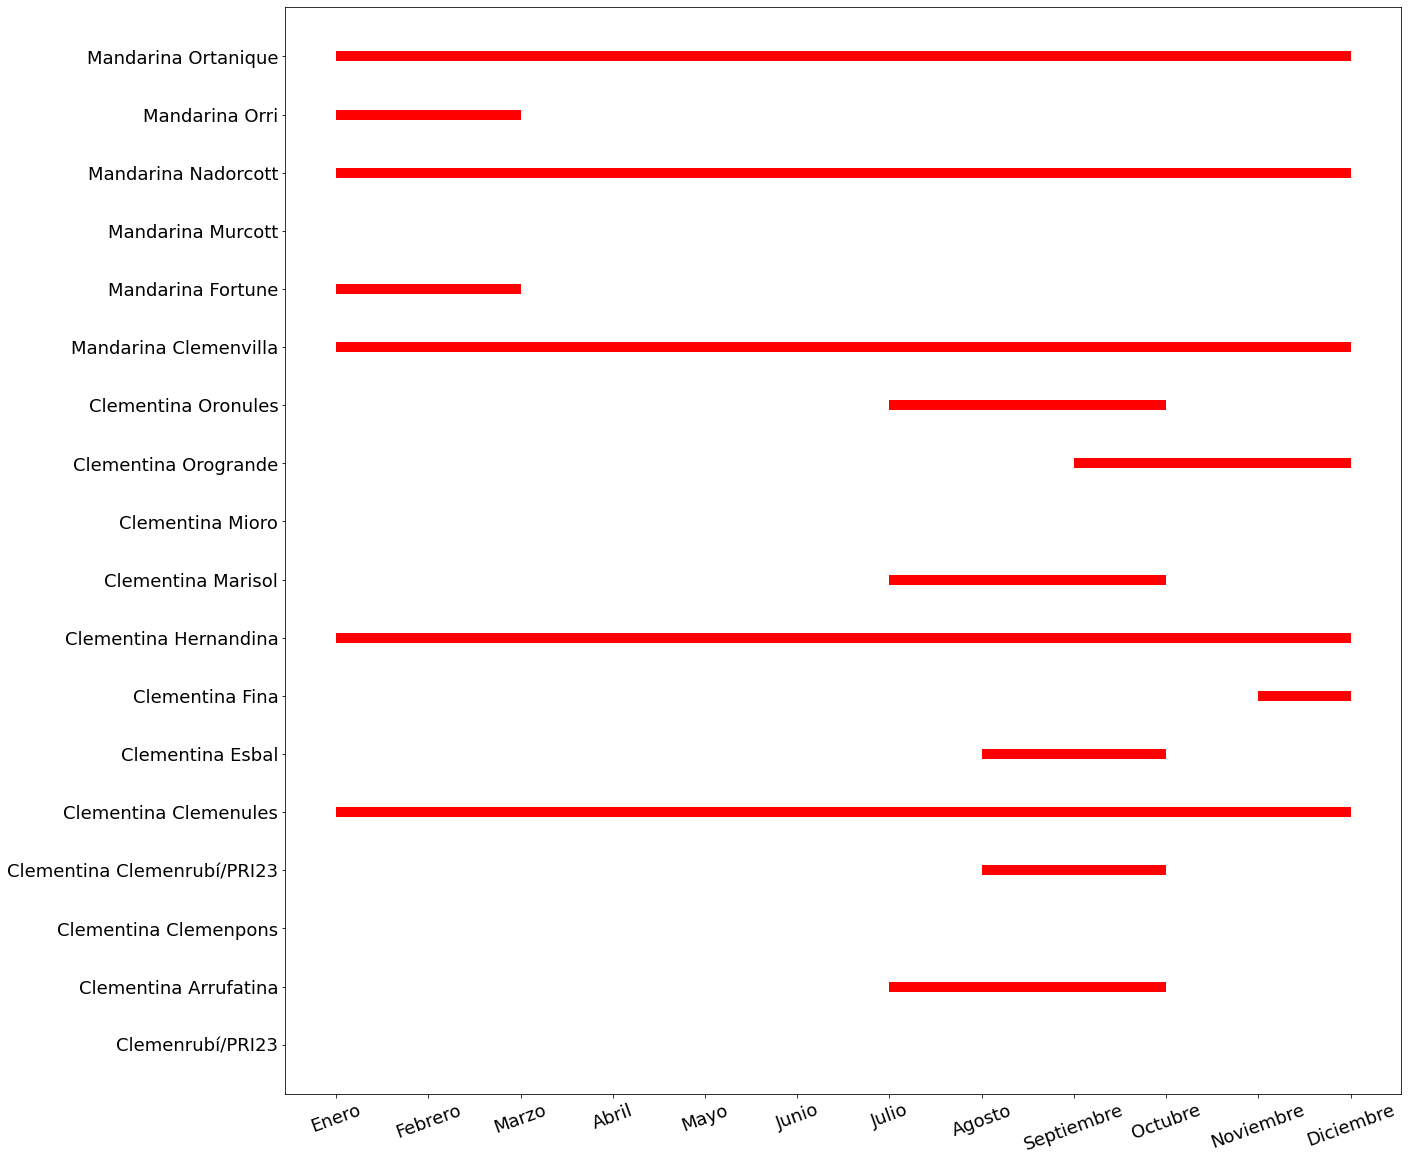 Mandarina Ortanique
Mandarina Orri
Mandarina Nadorcott
Mandarina Murcott
Mandarina Fortune
Mandarina Clemenvilla
Clementina Oronules
Clementina Orogrande
Clementina Mioro
Clementina Marisol
Clementina Hernandina
Clementina Fina
Clementina Esbal
Clementina Clemenules
Clementina Clemenrubí/PRI23
Clementina Clemenpons
Clementina Arrufatina
Clemenrubí/PRI23
Enero Febrero Marzo Abril Mayo Junio Julio Agosto Septiembre Octubre Noviembre Diciembre